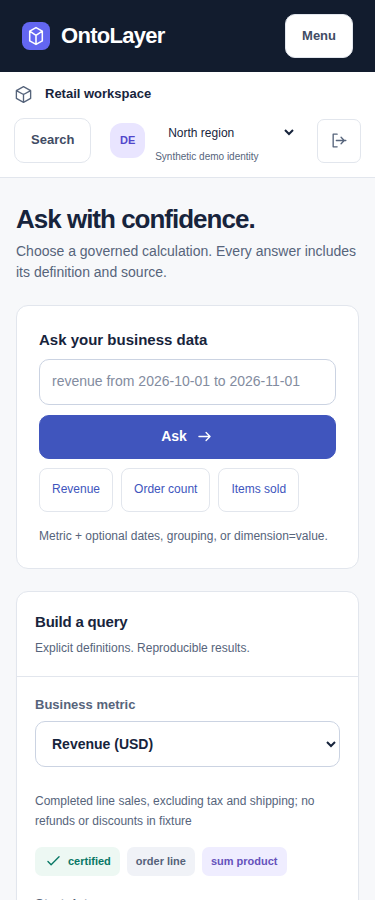 OntoLayer
Menu
Retail workspace
Search
DE
North region
Synthetic demo identity
Ask with confidence.
Choose a governed calculation. Every answer includes
its definition and source.
Ask your business data
revenue from 2026-10-01 to 2026-11-01
Ask
Revenue
Order count
Items sold
Metric + optional dates, grouping, or dimension=value.
Build a query
Explicit definitions. Reproducible results.
Business metric
Revenue (USD)
Completed line sales, excluding tax and shipping; no
refunds or discounts in fixture
certified
order line
sum product